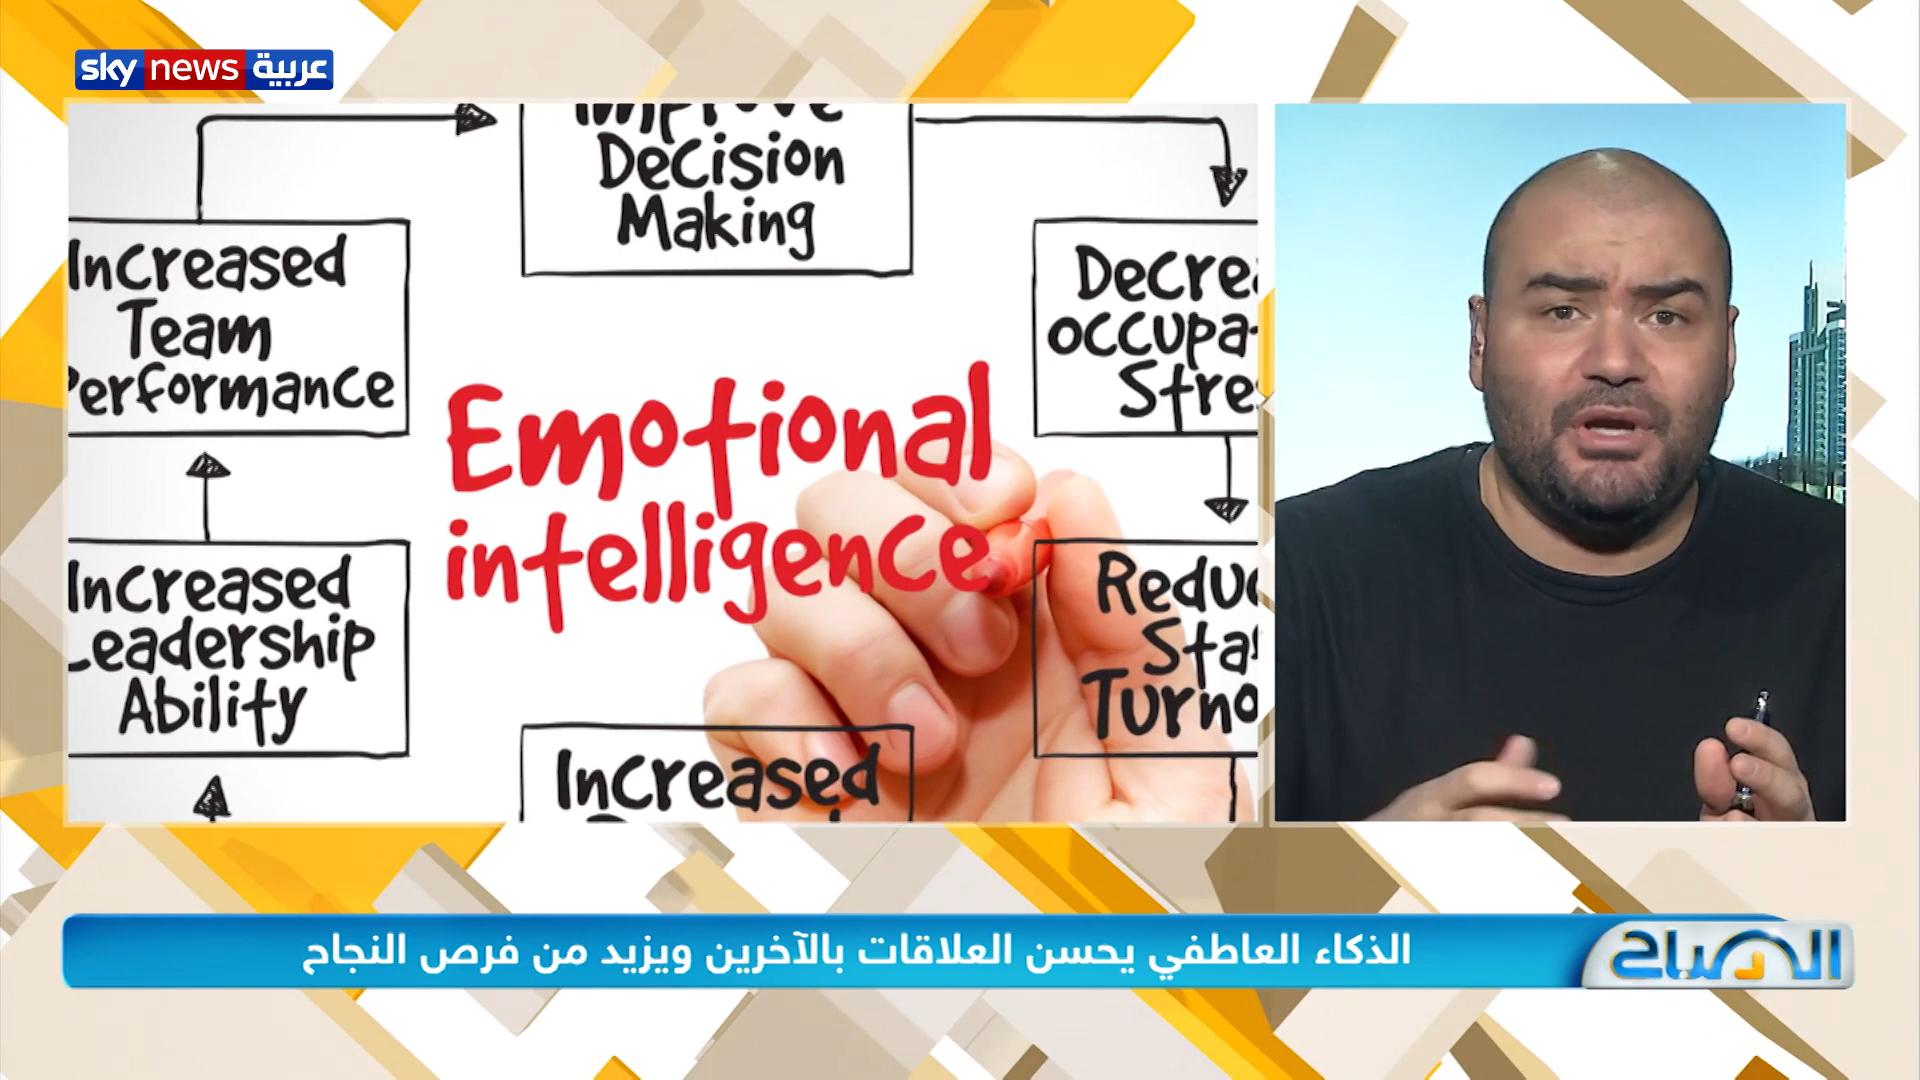 sky news عربية
Improve
Decision
Making
Increased
Team
Performance
Emotional
intelligence
Increased
Leadership
Ability
Increased
الذكاء العاطفي يحسن العلاقات بالآخرين ويزيد من فرص النجاح
الصباح